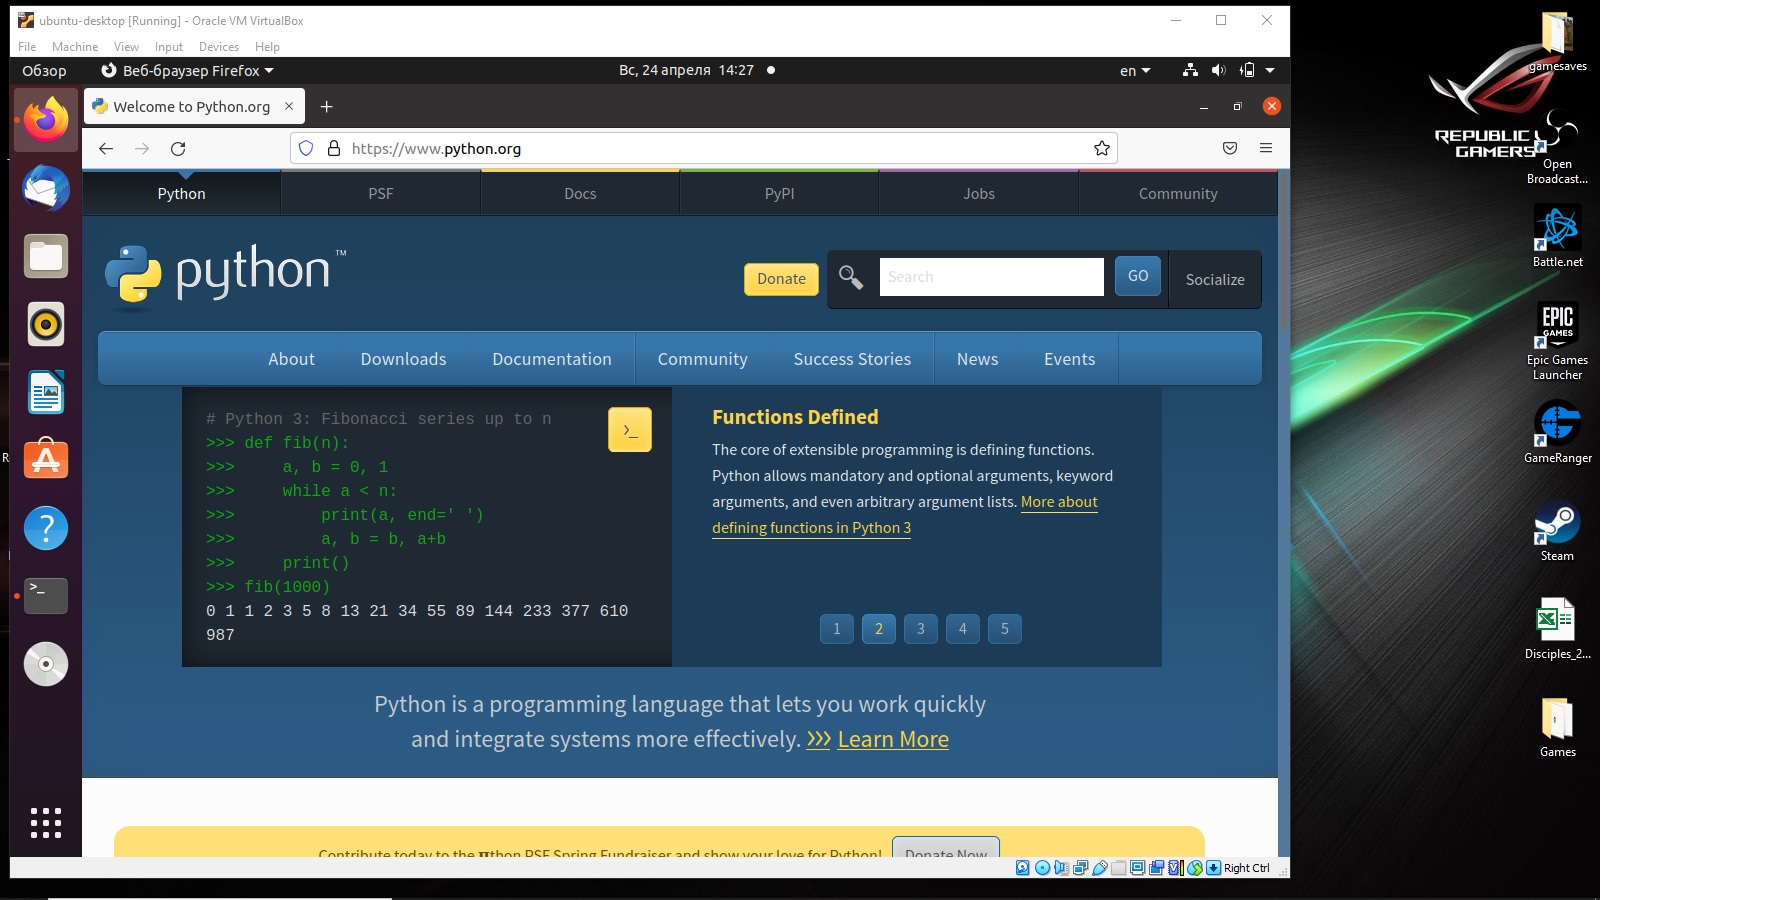 ubuntu-desktop [Running] - Oracle VM VirtualBox
File Machine View Input Devices Help
Обзор Веб-браузер Firefox Вс, 24 апреля 14:27 en
Welcome to Python.org
https://www.python.org
Python PSF Docs PyPI Jobs Community
python™
Donate Search GO Socialize
About Downloads Documentation Community Success Stories News Events
# Python 3: Fibonacci series up to n
>>> def fib(n):
>>>     a, b = 0, 1
>>>     while a < n:
>>>         print(a, end=' ')
>>>         a, b = b, a+b
>>>     print()
>>> fib(1000)
0 1 1 2 3 5 8 13 21 34 55 89 144 233 377 610
987
>_
Functions Defined
The core of extensible programming is defining functions.
Python allows mandatory and optional arguments, keyword
arguments, and even arbitrary argument lists. More about
defining functions in Python 3
1 2 3 4 5
Python is a programming language that lets you work quickly
and integrate systems more effectively. >>> Learn More
Contribute today to the πthon PSF Spring Fundraiser and show your love for Python! Donate Now
Right Ctrl
gamesaves
REPUBLIC
GAMERS
Open
Broadcast...
Battle.net
EPIC
GAMES
Epic Games
Launcher
GameRanger
Steam
Disciples_2...
Games